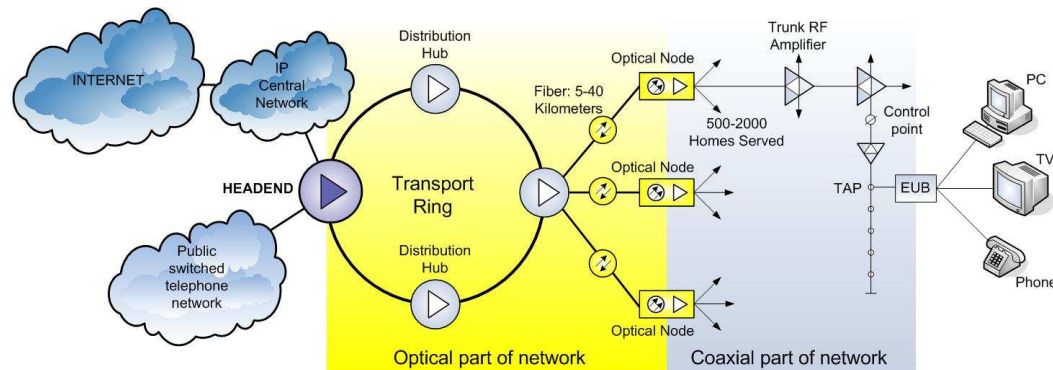 INTERNET
IP
Central
Network
HEADEND
Public
switched
telephone
network
Distribution
Hub
Transport
Ring
Distribution
Hub
Optical part of network
Fiber: 5-40
Kilometers
Optical Node
Optical Node
Optical Node
500-2000
Homes Served
Trunk RF
Amplifier
Control
point
TAP
EUB
Coaxial part of network
PC
TV
Phone